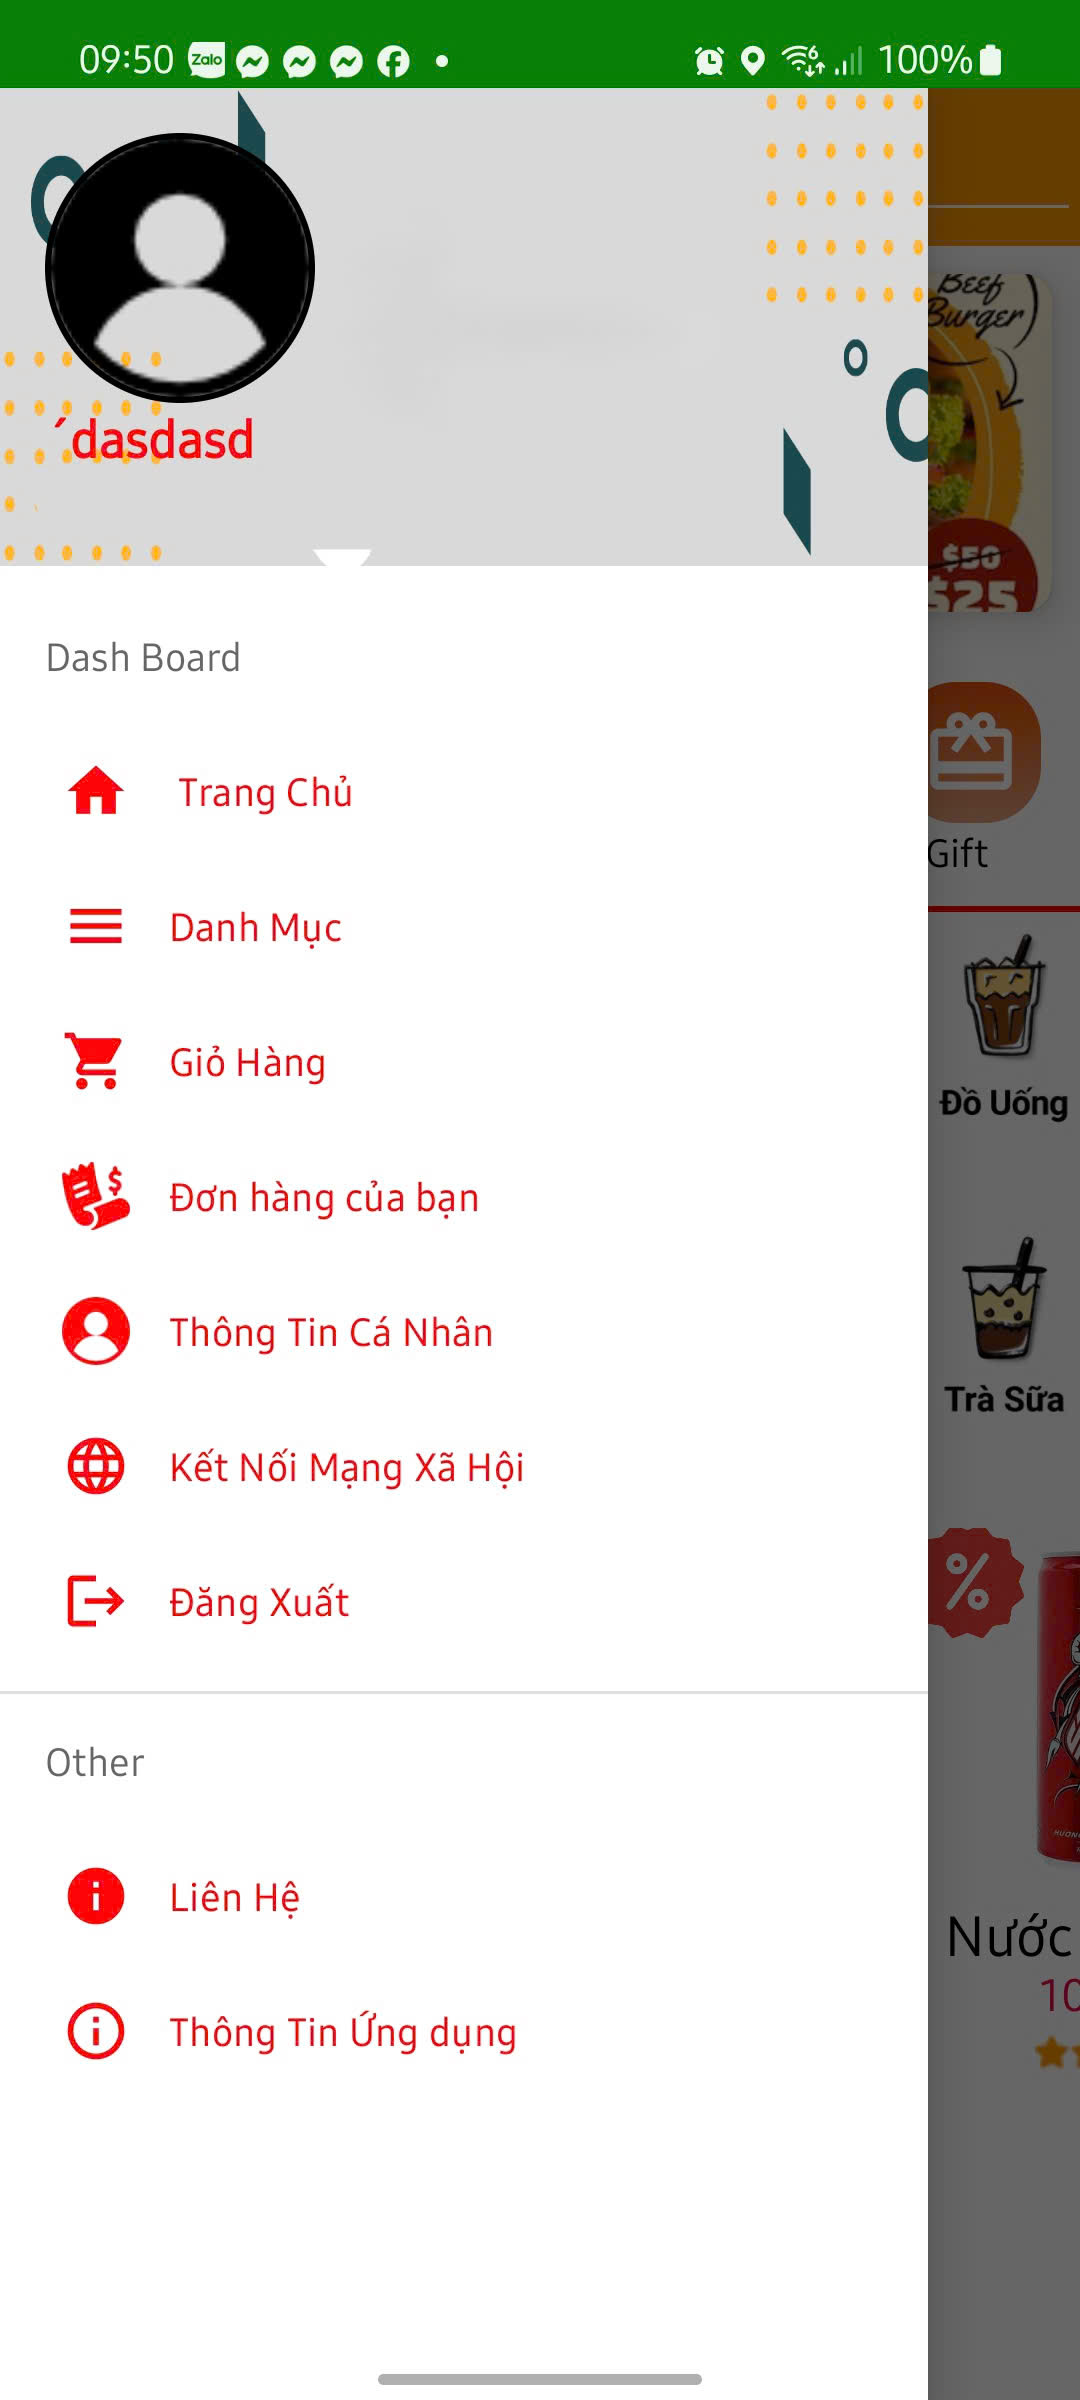 09:50 Zalo 6 100%
´dasdasd
Dash Board
Trang Chủ
Danh Mục
Giỏ Hàng
Đơn hàng của bạn
Thông Tin Cá Nhân
Kết Nối Mạng Xã Hội
Đăng Xuất
Other
Liên Hệ
Thông Tin Ứng dụng
Beef
Burger
$50
$25
Gift
Đồ Uống
Trà Sữa
%
Nước
10